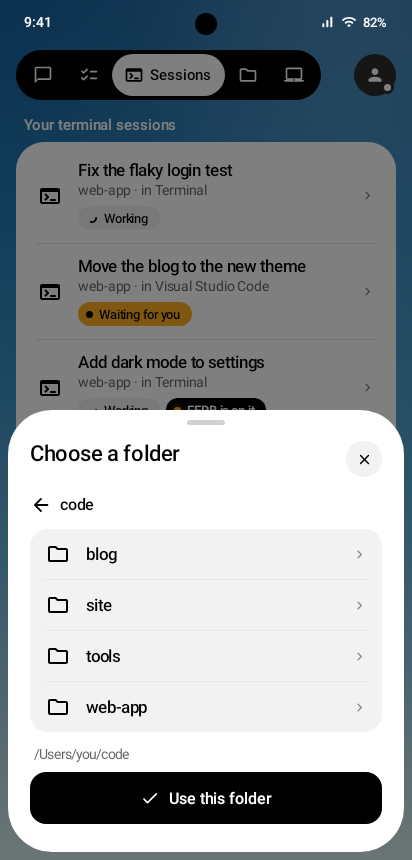 9:41
82%
Sessions
Your terminal sessions
Fix the flaky login test
web-app · in Terminal
Working
Move the blog to the new theme
web-app · in Visual Studio Code
Waiting for you
Add dark mode to settings
web-app · in Terminal
Working
Choose a folder
code
blog
site
tools
web-app
/Users/you/code
Use this folder